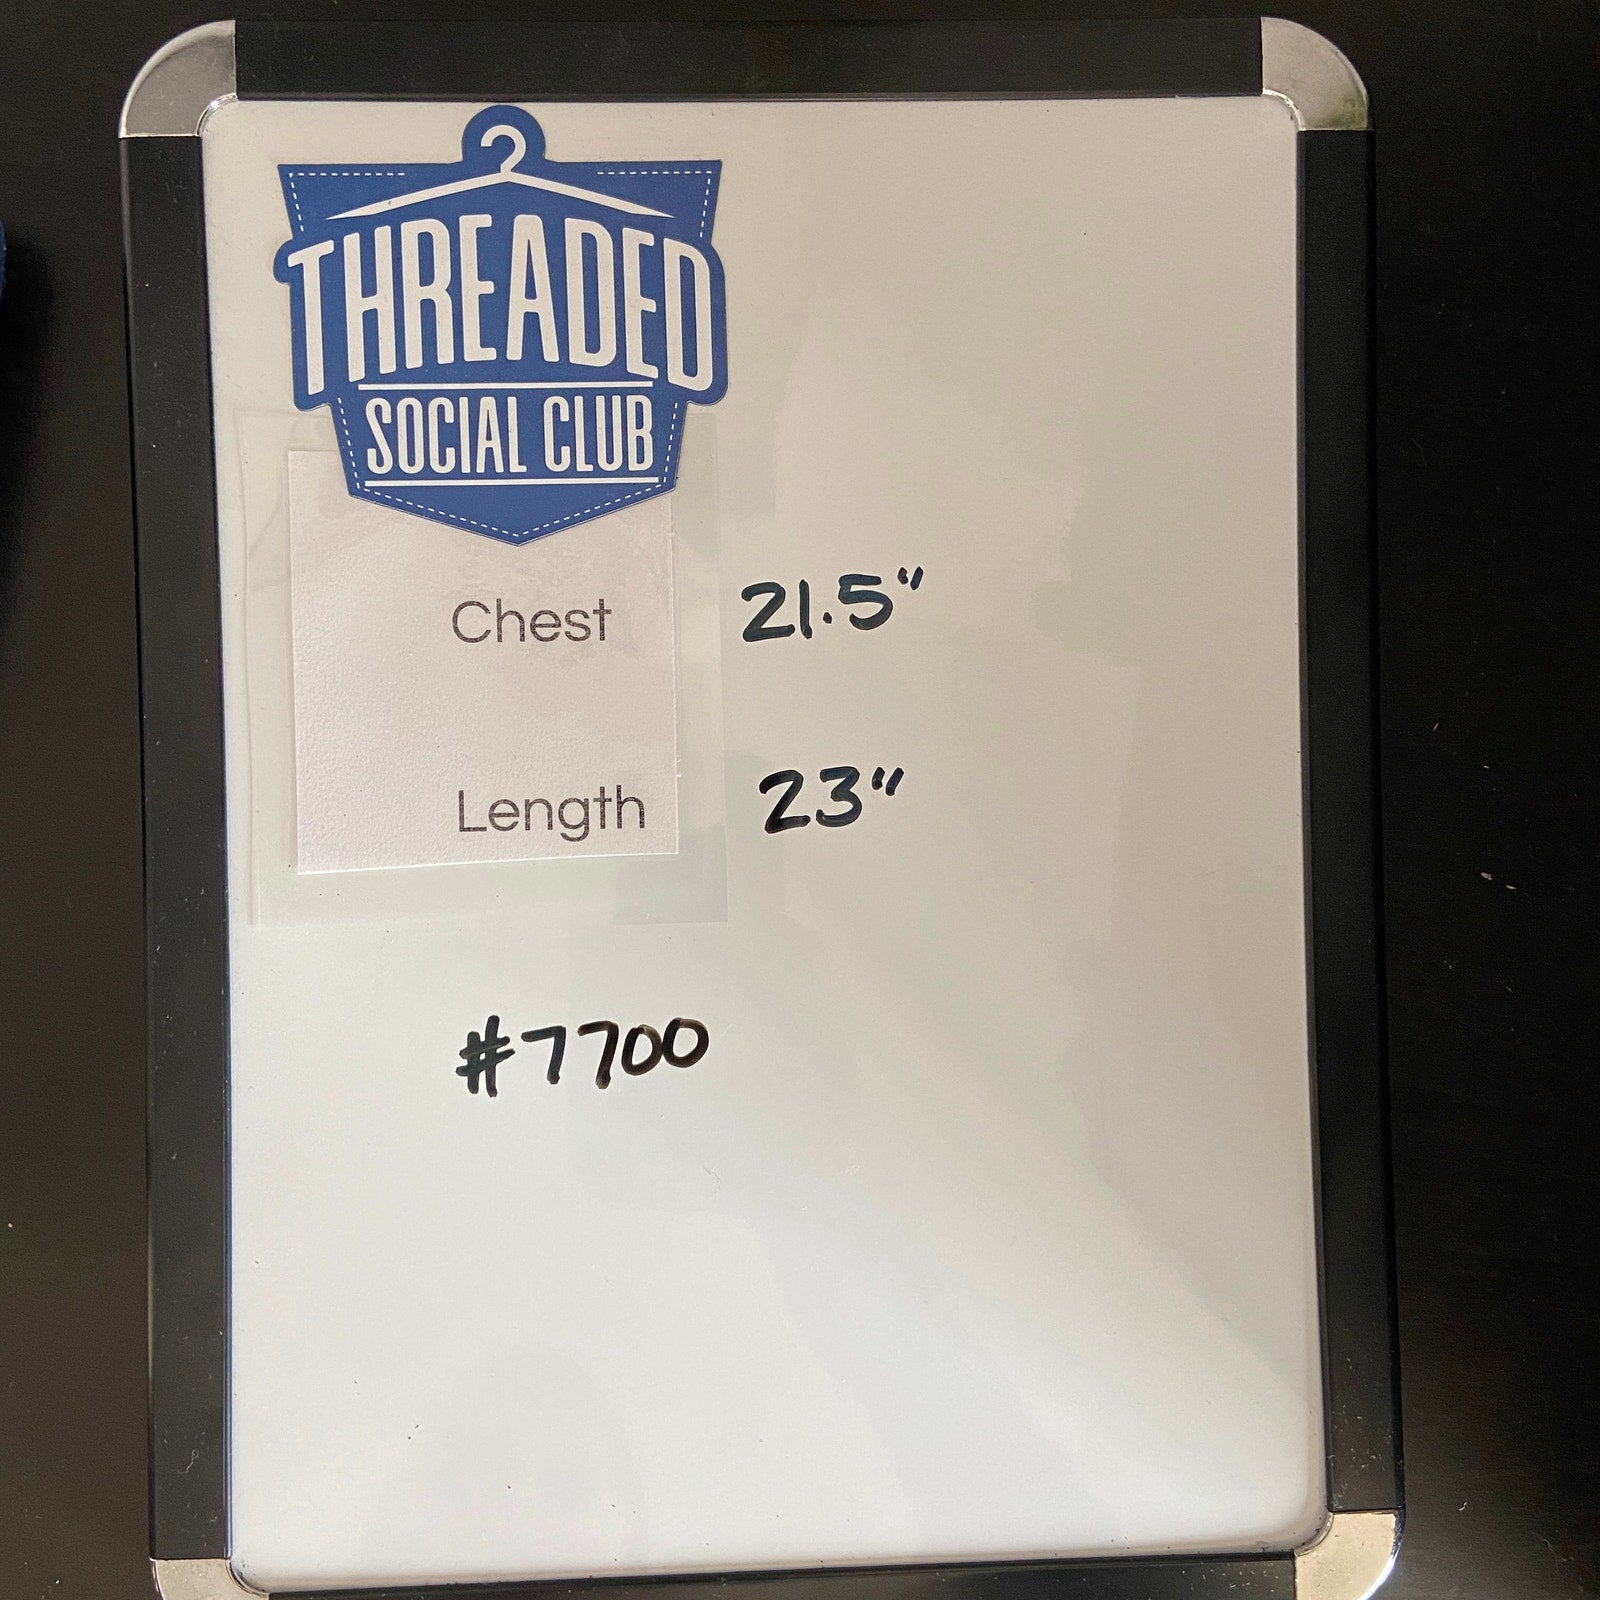 THREADED
SOCIAL CLUB
Chest 21.5"
Length 23"
#7700